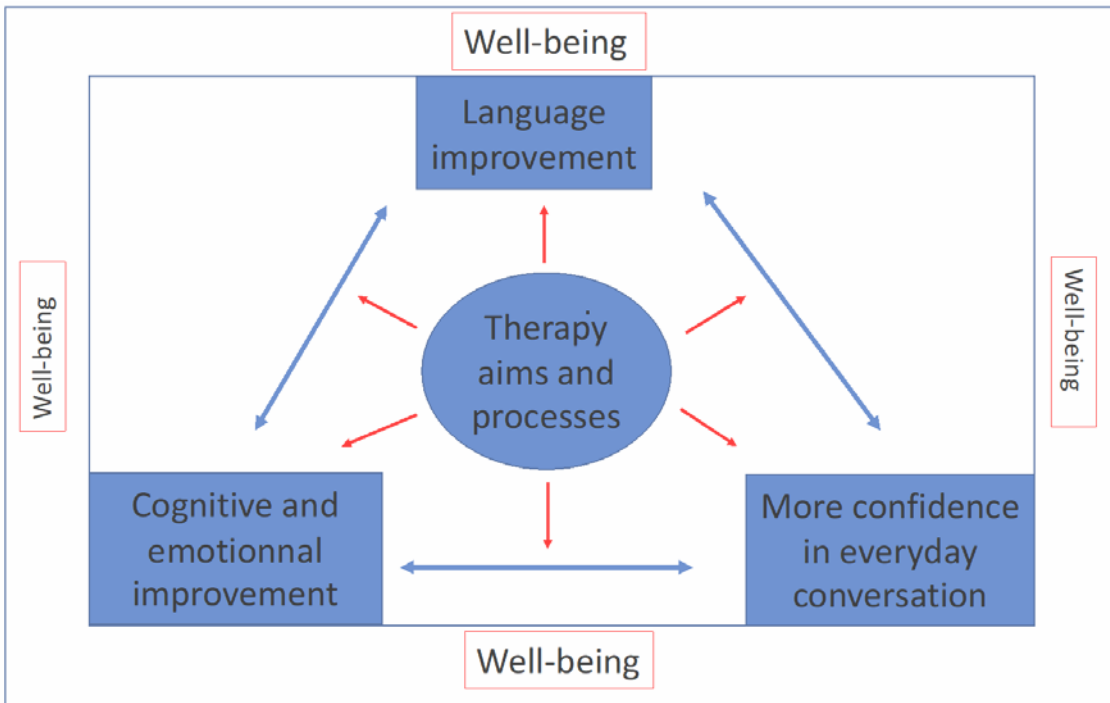 Well-being
Language
improvement
Well-being
Therapy
aims and
processes
Well-being
Cognitive and
emotionnal
improvement
More confidence
in everyday
conversation
Well-being